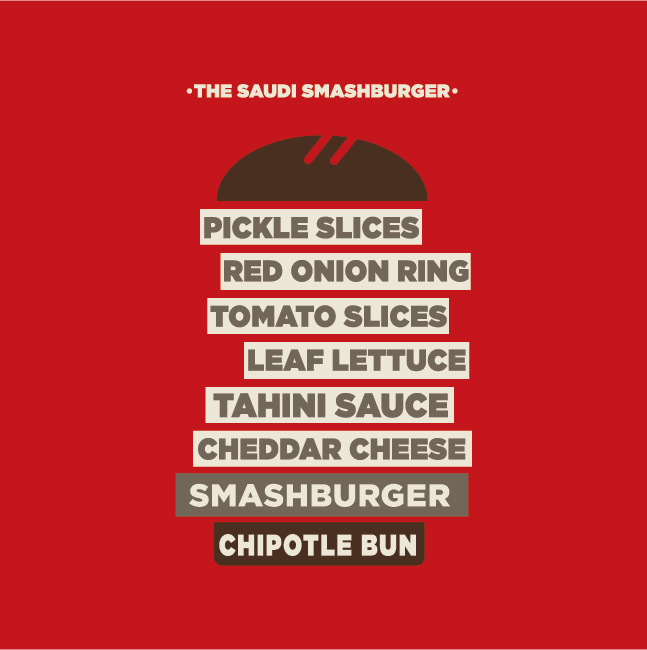 •THE SAUDI SMASHBURGER•
PICKLE SLICES
RED ONION RING
TOMATO SLICES
LEAF LETTUCE
TAHINI SAUCE
CHEDDAR CHEESE
SMASHBURGER
CHIPOTLE BUN